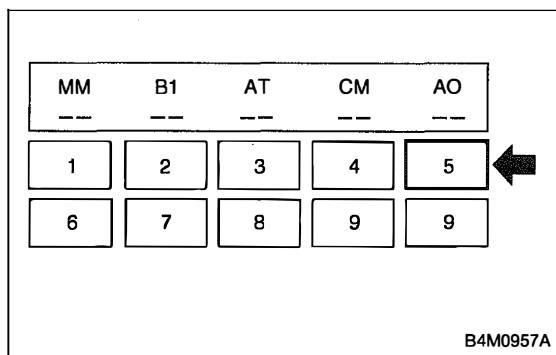 MM B1 AT CM AO
-- -- -- -- --
1 2 3 4 5
6 7 8 9 9
B4M0957A